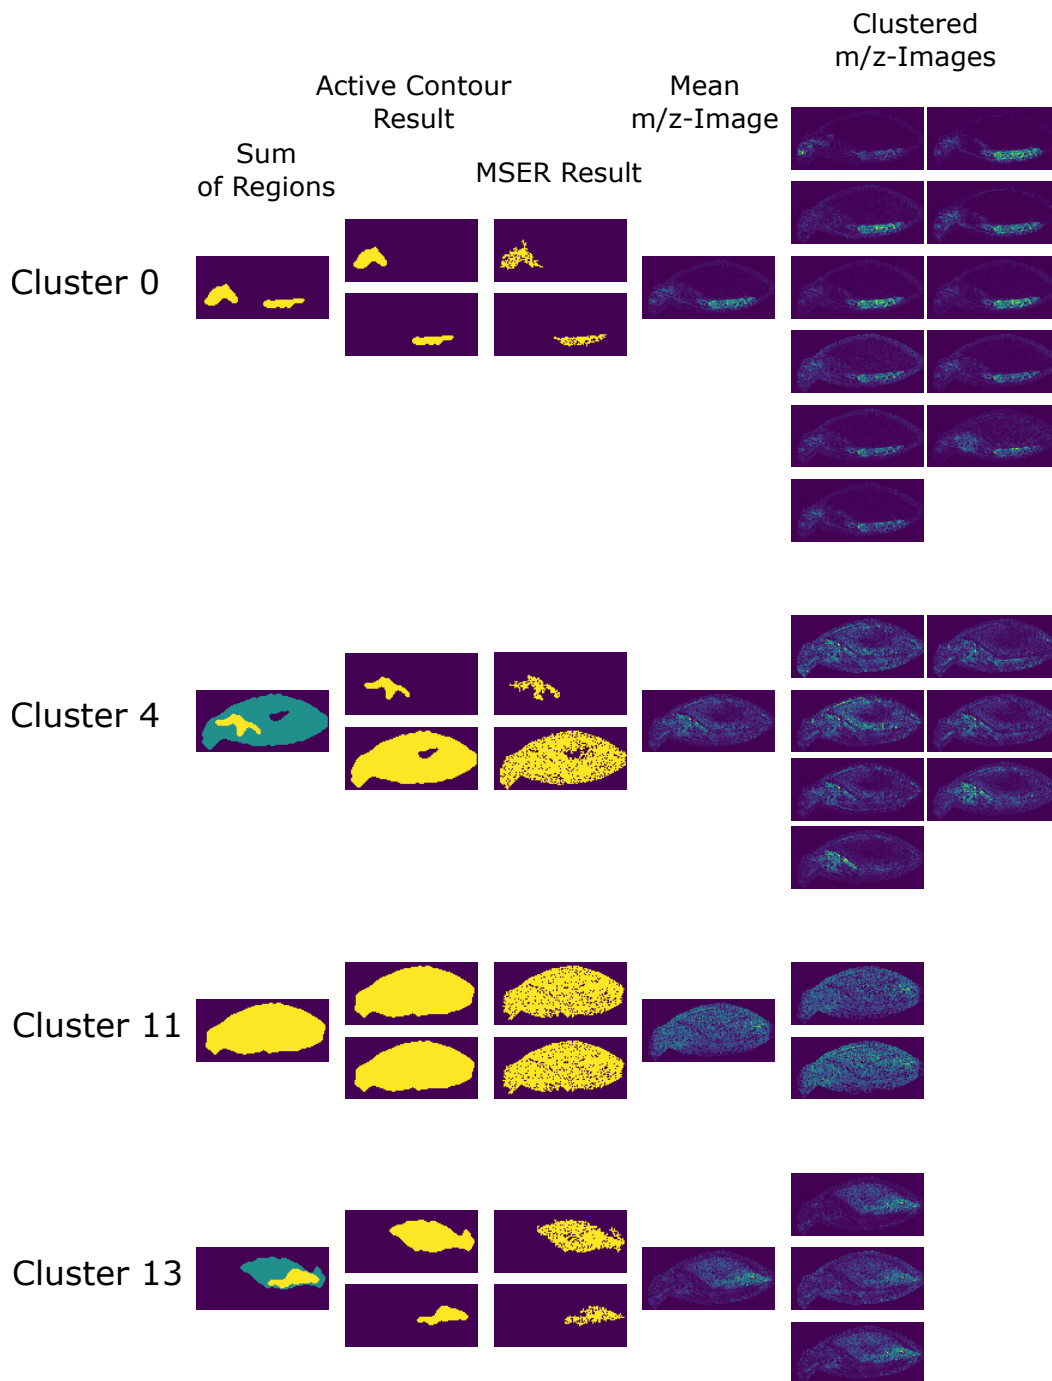 Clustered
m/z-Images
Active Contour
Result
Mean
m/z-Image
Sum
of Regions
MSER Result
Cluster 0
Cluster 4
Cluster 11
Cluster 13